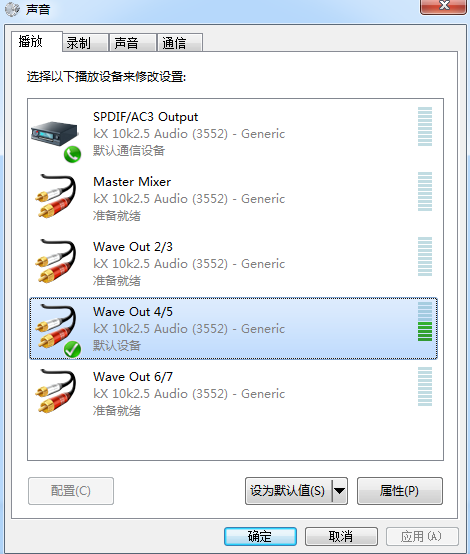 声音
播放
录制
声音
通信
选择以下播放设备来修改设置:
SPDIF/AC3 Output
kX 10k2.5 Audio (3552) - Generic
默认通信设备
Master Mixer
kX 10k2.5 Audio (3552) - Generic
准备就绪
Wave Out 2/3
kX 10k2.5 Audio (3552) - Generic
准备就绪
Wave Out 4/5
kX 10k2.5 Audio (3552) - Generic
默认设备
Wave Out 6/7
kX 10k2.5 Audio (3552) - Generic
准备就绪
配置(C)
设为默认值(S)
属性(P)
确定
取消
应用(A)